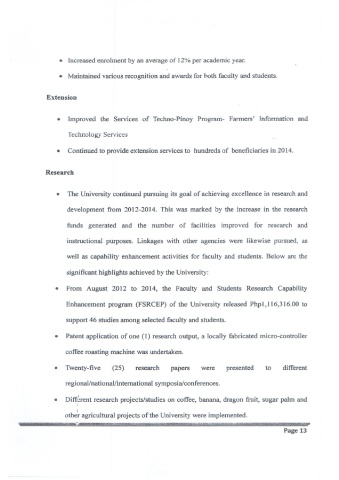 • Increased enrolment by an average of 12% per academic year.
• Maintained various recognition and awards for both faculty and students.
Extension
• Improved the Services of Techno-Pinoy Program- Farmers' Information and
Technology Services
• Continued to provide extension services to hundreds of beneficiaries in 2014.
Research
• The University continued pursuing its goal of achieving excellence in research and
development from 2012-2014. This was marked by the increase in the research
funds generated and the number of facilities improved for research and
instructional purposes. Linkages with other agencies were likewise pursued, as
well as capability enhancement activities for faculty and students. Below are the
significant highlights achieved by the University:
• From August 2012 to 2014, the Faculty and Students Research Capability
Enhancement program (FSRCEP) of the University released Php1,116,316.00 to
support 46 studies among selected faculty and students.
• Patent application of one (1) research output, a locally fabricated micro-controller
coffee roasting machine was undertaken.
• Twenty-five (25) research papers were presented to different
regional/national/international symposia/conferences.
• Different research projects/studies on coffee, banana, dragon fruit, sugar palm and
other agricultural projects of the University were implemented.
Page 13